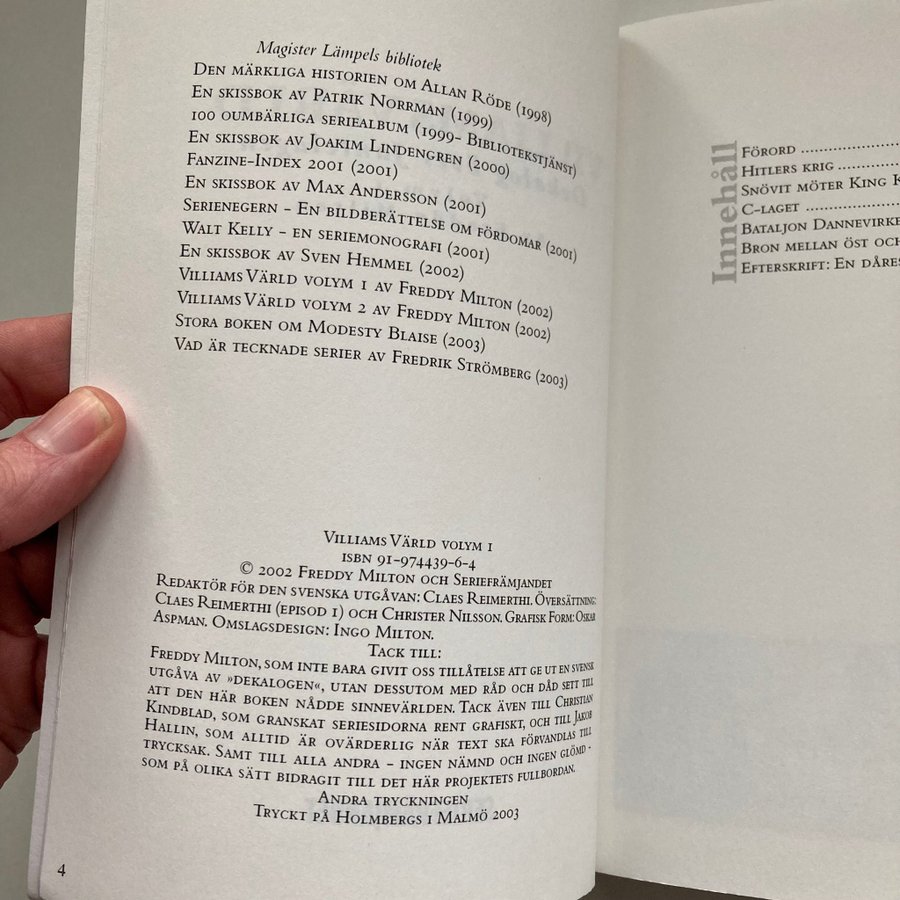 Magister Lämpels bibliotek
Den märkliga historien om Allan Röde (1998)
En skissbok av Patrik Norrman (1999)
100 oumbärliga seriealbum (1999- Bibliotekstjänst)
En skissbok av Joakim Lindengren (2000)
Fanzine-Index 2001 (2001)
En skissbok av Max Andersson (2001)
Serienegern - En bildberättelse om fördomar (2001)
Walt Kelly - en seriemonografi (2001)
En skissbok av Sven Hemmel (2002)
Villiams Värld volym 1 av Freddy Milton (2002)
Villiams Värld volym 2 av Freddy Milton (2002)
Stora boken om Modesty Blaise (2003)
Vad är tecknade serier av Fredrik Strömberg (2003)
Villiams Värld volym 1
ISBN 91-974439-6-4
© 2002 Freddy Milton och Seriefrämjandet
Redaktör för den svenska utgåvan: Claes Reimerthi. Översättning:
Claes Reimerthi (episod 1) och Christer Nilsson. Grafisk Form: Oskar
Aspman. Omslagsdesign: Ingo Milton.
Tack till:
Freddy Milton, som inte bara givit oss tillåtelse att ge ut en svensk
utgåva av »Dekalogen«, utan dessutom med råd och dåd sett till
att den här boken nådde sinnevärlden. Tack även till Christian
Kindblad, som granskat seriesidorna rent grafiskt, och till Jakob
Hallin, som alltid är ovärderlig när text ska förvandlas till
trycksak. Samt till alla andra - ingen nämnd och ingen glömd -
som på olika sätt bidragit till det här projektets fullbordan.
Andra tryckningen
Tryckt på Holmbergs i Malmö 2003
4
Innehåll
Förord
Hitlers krig
Snövit möter King K
C-laget
Bataljon Dannevirke
Bron mellan öst och
Efterskrift: En dåres